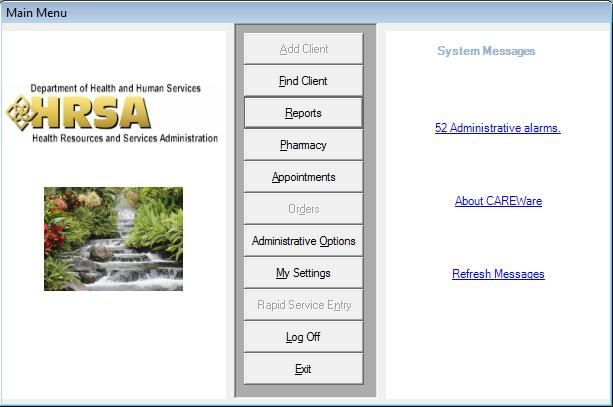 Main Menu
Department of Health and Human Services
HRSA
Health Resources and Services Administration
Add Client
Find Client
Reports
Pharmacy
Appointments
Orders
Administrative Options
My Settings
Rapid Service Entry
Log Off
Exit
System Messages
52 Administrative alarms.
About CAREWare
Refresh Messages